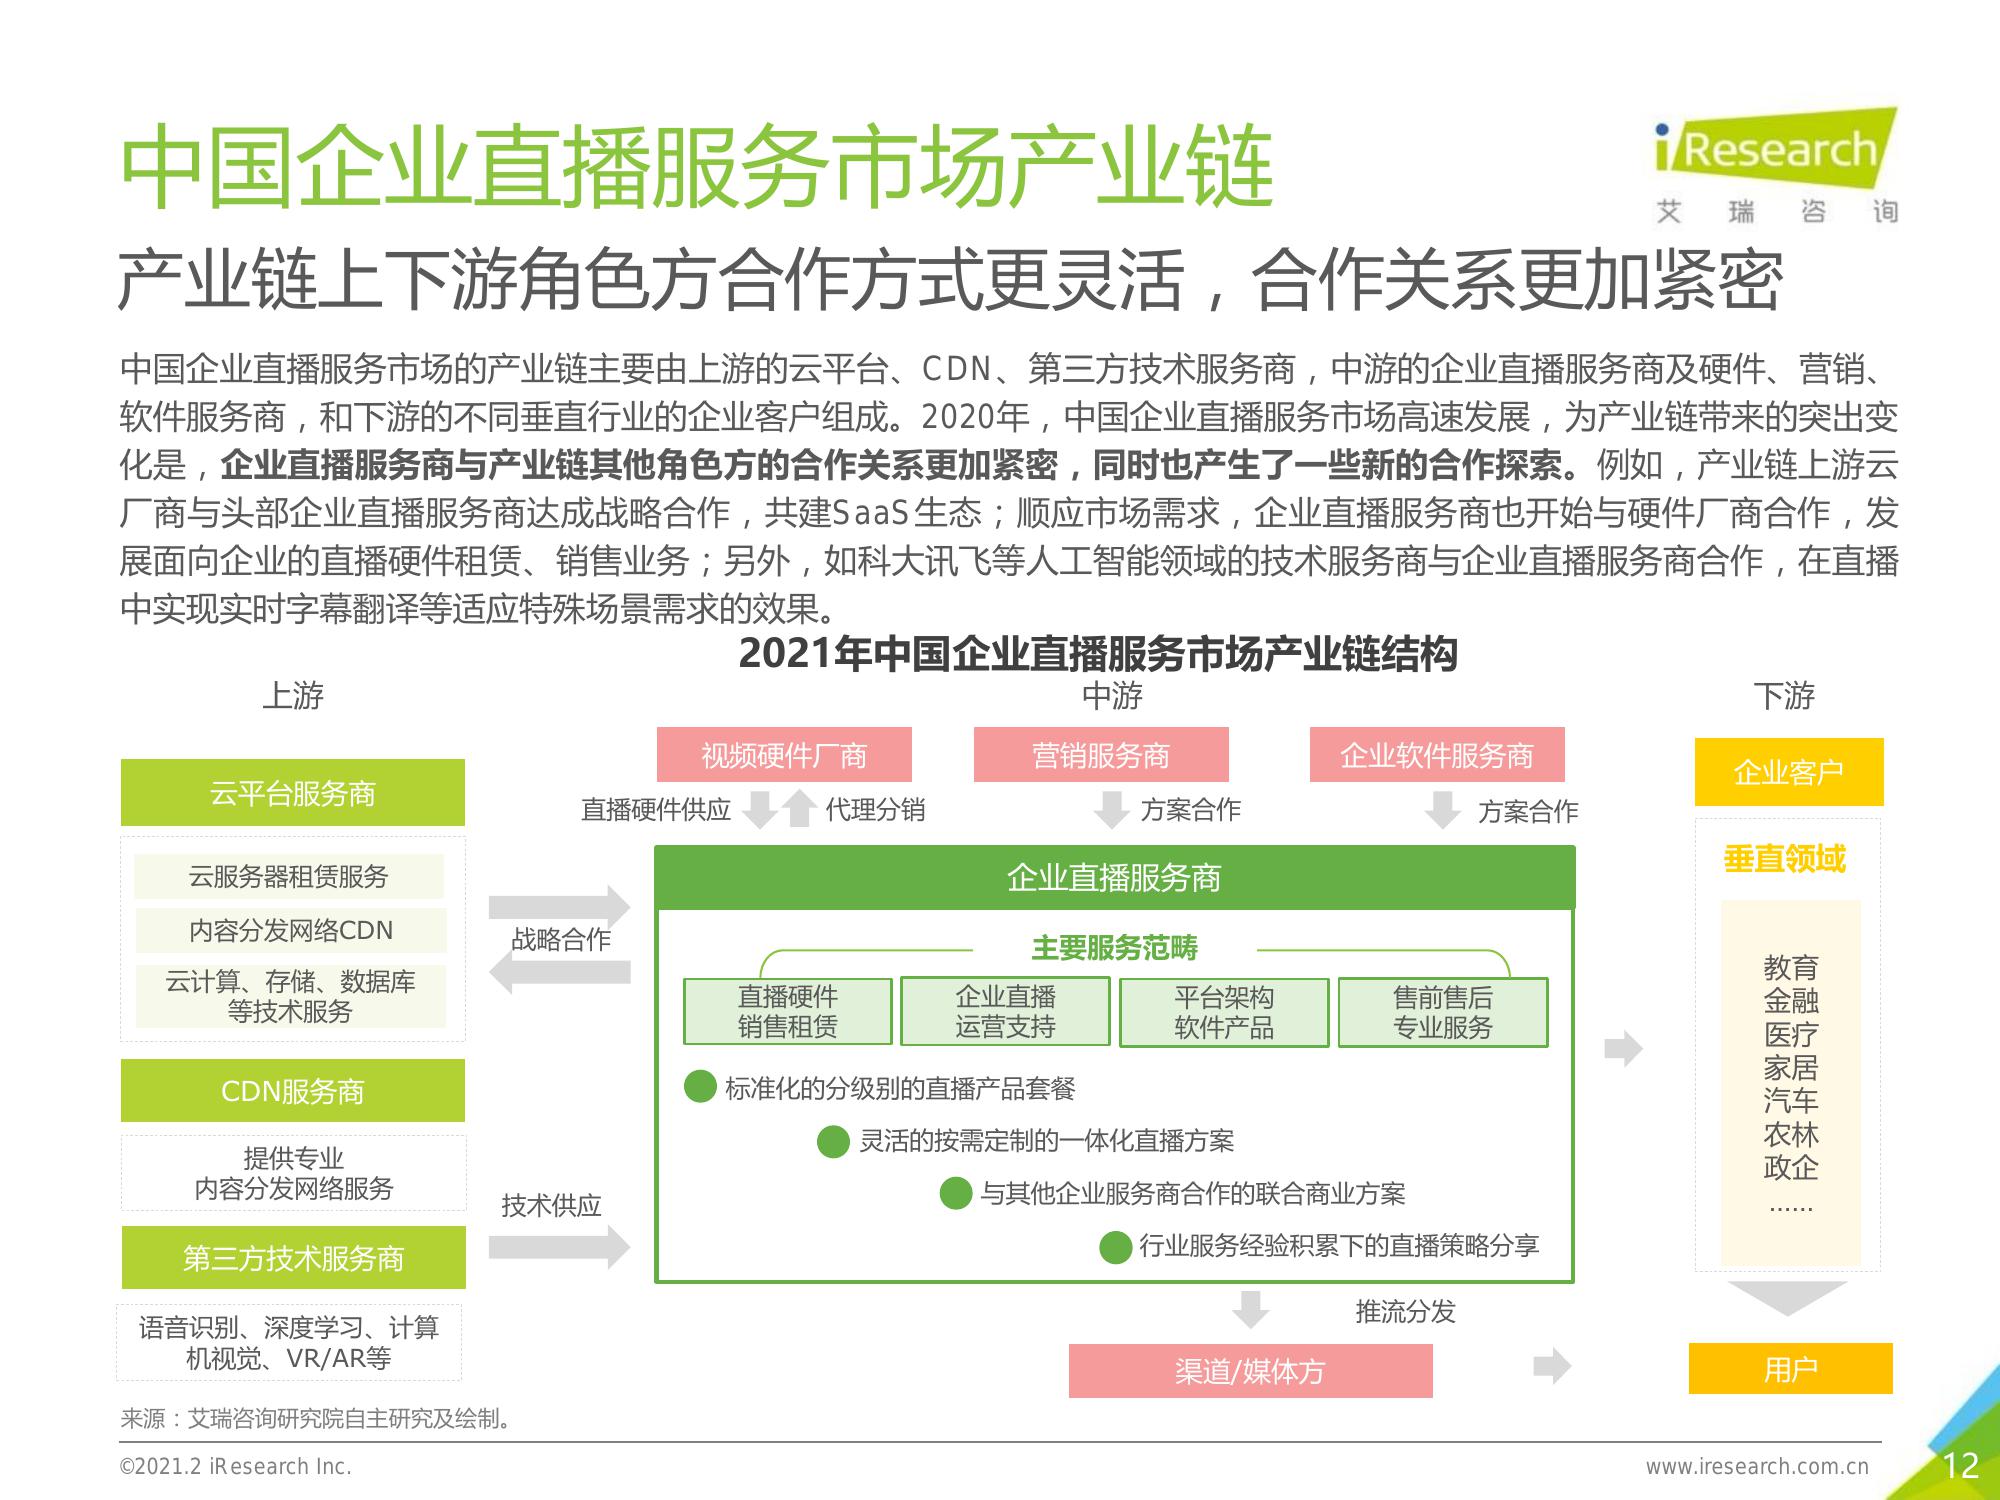 中国企业直播服务市场产业链
iResearch
艾瑞咨询
产业链上下游角色方合作方式更灵活，合作关系更加紧密
中国企业直播服务市场的产业链主要由上游的云平台、CDN、第三方技术服务商，中游的企业直播服务商及硬件、营销、
软件服务商，和下游的不同垂直行业的企业客户组成。2020年，中国企业直播服务市场高速发展，为产业链带来的突出变
化是，企业直播服务商与产业链其他角色方的合作关系更加紧密，同时也产生了一些新的合作探索。例如，产业链上游云
厂商与头部企业直播服务商达成战略合作，共建SaaS生态；顺应市场需求，企业直播服务商也开始与硬件厂商合作，发
展面向企业的直播硬件租赁、销售业务；另外，如科大讯飞等人工智能领域的技术服务商与企业直播服务商合作，在直播
中实现实时字幕翻译等适应特殊场景需求的效果。
2021年中国企业直播服务市场产业链结构
上游
中游
下游
云平台服务商
云服务器租赁服务
内容分发网络CDN
云计算、存储、数据库
等技术服务
CDN服务商
提供专业
内容分发网络服务
第三方技术服务商
语音识别、深度学习、计算
机视觉、VR/AR等
战略合作
技术供应
视频硬件厂商
营销服务商
企业软件服务商
直播硬件供应
代理分销
方案合作
方案合作
企业直播服务商
主要服务范畴
直播硬件
销售租赁
企业直播
运营支持
平台架构
软件产品
售前售后
专业服务
标准化的分级别的直播产品套餐
灵活的按需定制的一体化直播方案
与其他企业服务商合作的联合商业方案
行业服务经验积累下的直播策略分享
推流分发
渠道/媒体方
企业客户
垂直领域
教育
金融
医疗
家居
汽车
农林
政企
……
用户
来源：艾瑞咨询研究院自主研究及绘制。
©2021.2 iResearch Inc.
www.iresearch.com.cn
12